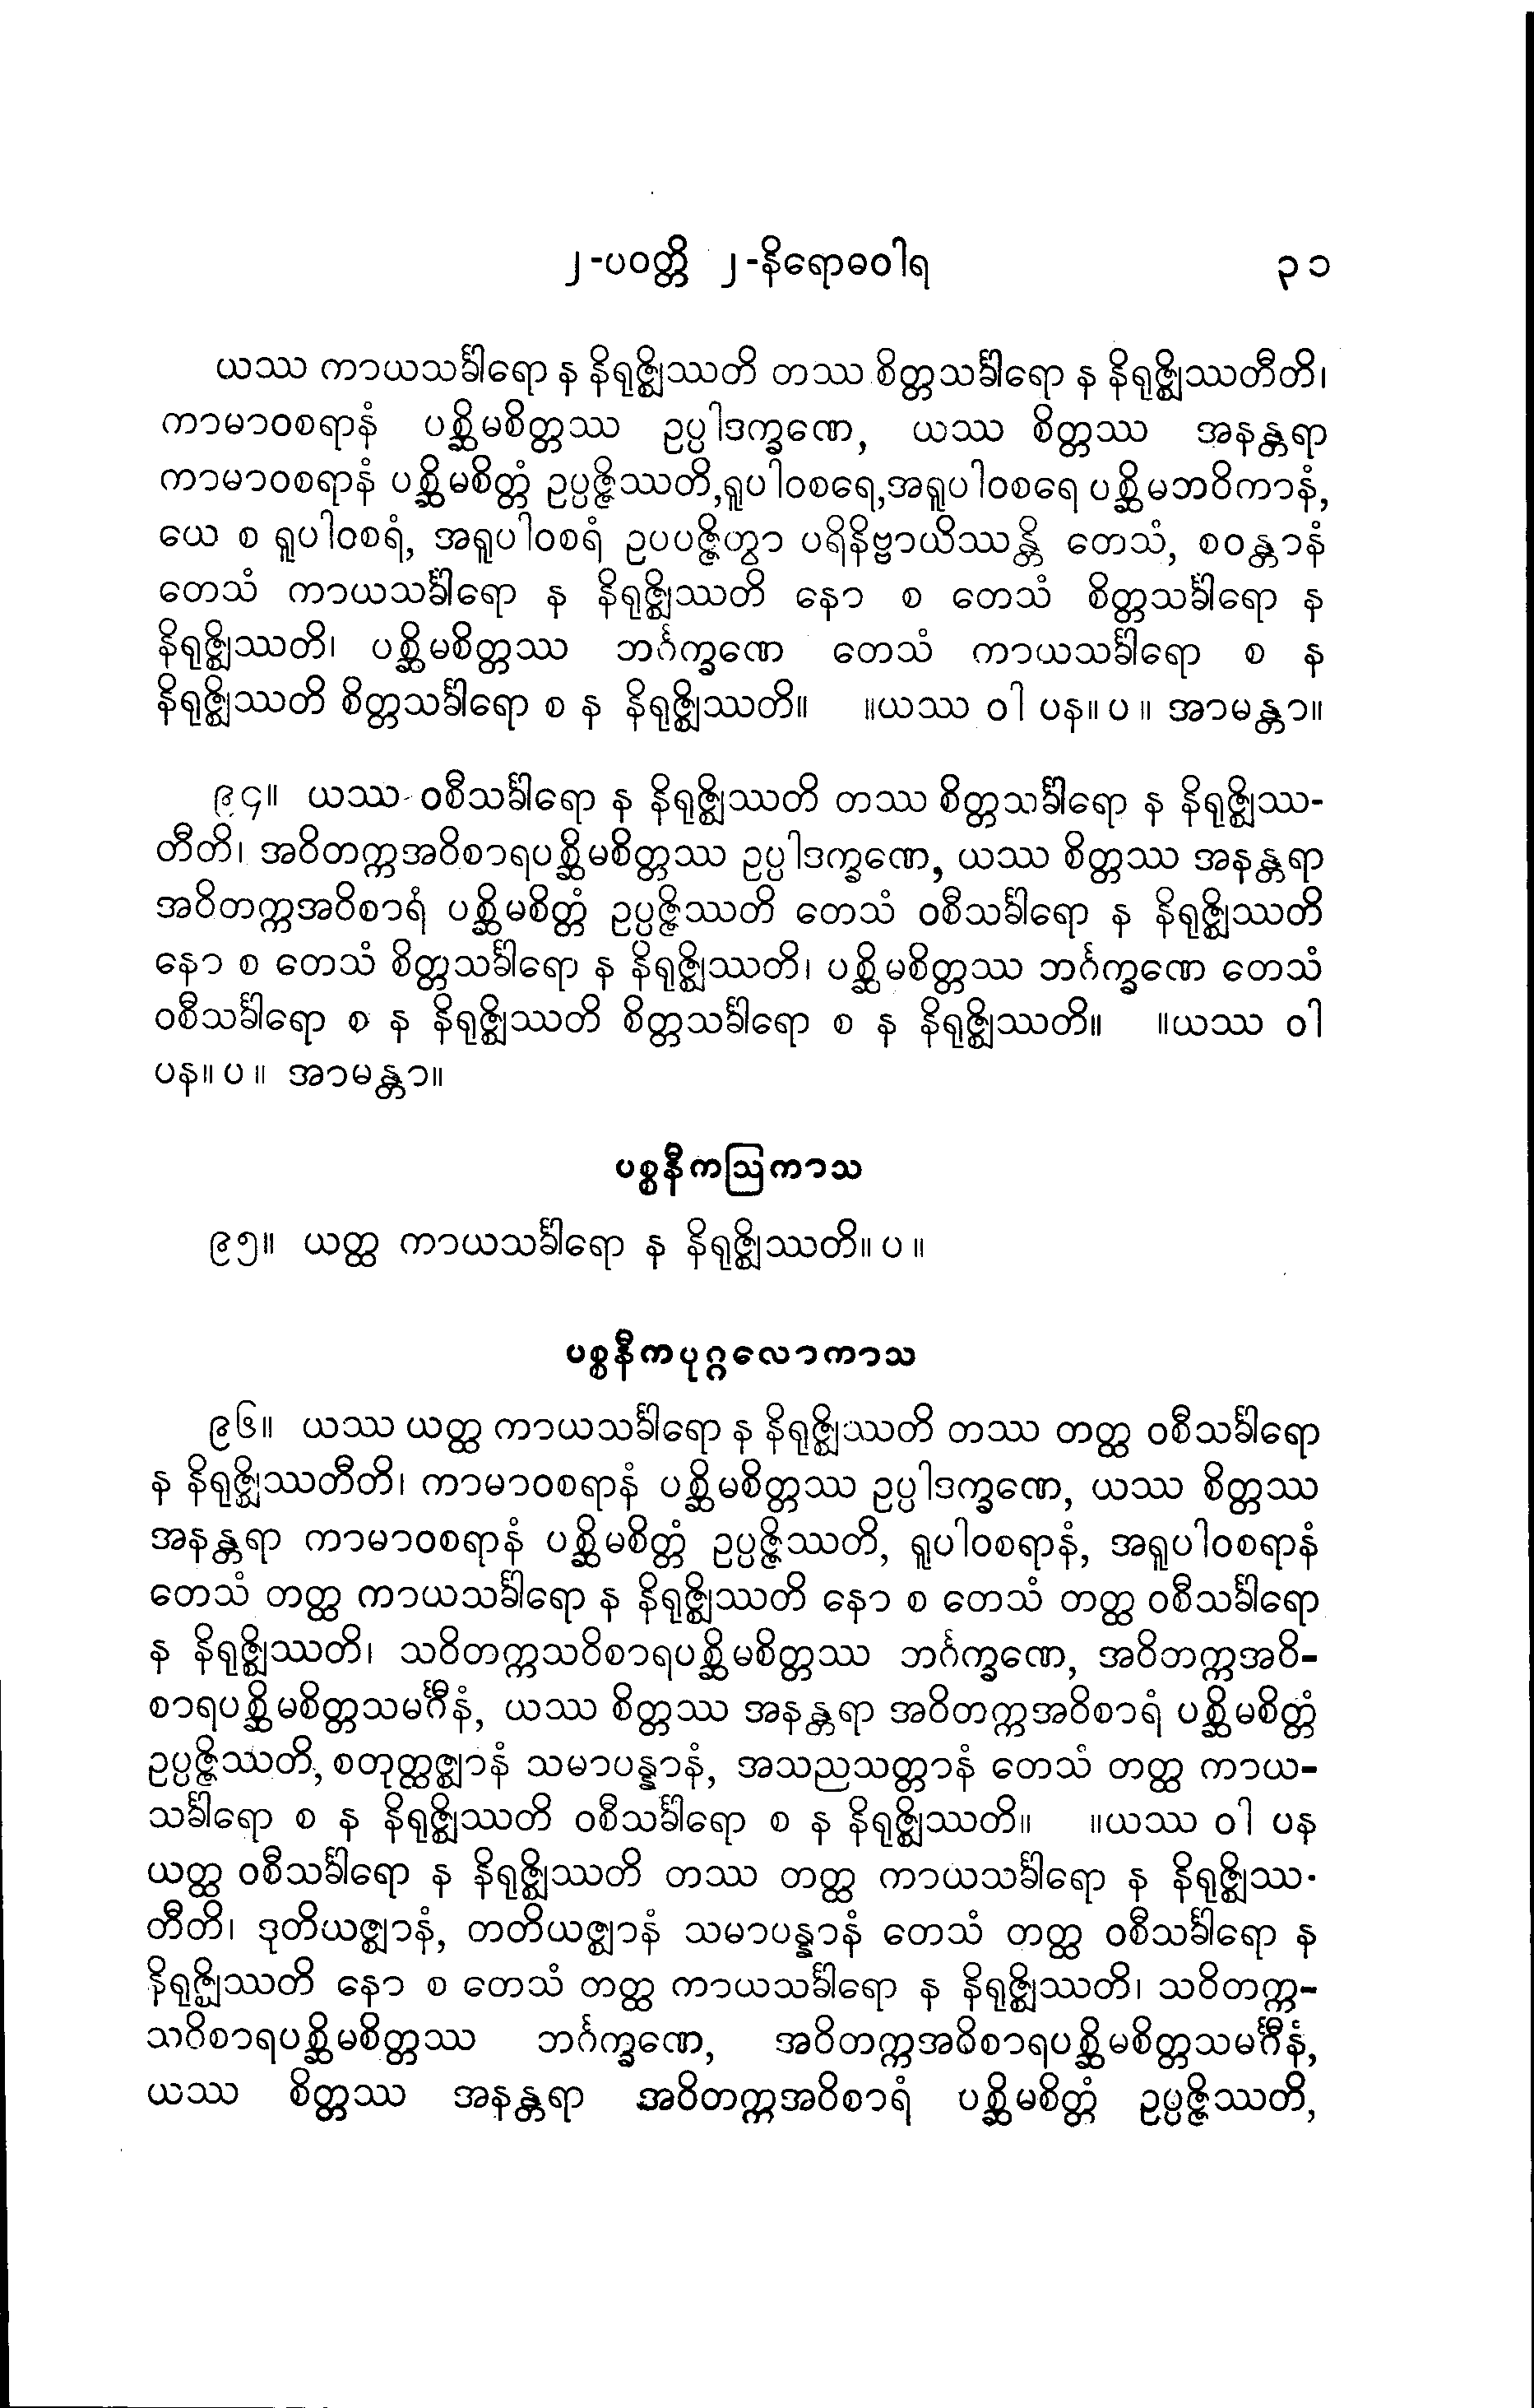 ၂-ပဝတ္တိ ၂-နိရောဓဝါရ ၃၁
ယဿ ကာယသင်္ခါရော န နိရုဇ္ဈိဿတိ တဿ စိတ္တသင်္ခါရော န နိရုဇ္ဈိဿတီတိ၊
ကာမာဝစရာနံ ပစ္ဆိမစိတ္တဿ ဥပ္ပါဒက္ခဏေ, ယဿ စိတ္တဿ အနန္တရာ
ကာမာဝစရာနံ ပစ္ဆိမစိတ္တံ ဥပ္ပဇ္ဇိဿတိ,ရူပါဝစရေ,အရူပါဝစရေ ပစ္ဆိမဘဝိကာနံ,
ယေ စ ရူပါဝစရံ, အရူပါဝစရံ ဥပပဇ္ဇိတွာ ပရိနိဗ္ဗာယိဿန္တိ တေသံ, စဝန္တာနံ
တေသံ ကာယသင်္ခါရော န နိရုဇ္ဈိဿတိ နော စ တေသံ စိတ္တသင်္ခါရော န
နိရုဇ္ဈိဿတိ၊ ပစ္ဆိမစိတ္တဿ ဘင်္ဂက္ခဏေ တေသံ ကာယသင်္ခါရော စ န
နိရုဇ္ဈိဿတိ စိတ္တသင်္ခါရော စ န နိရုဇ္ဈိဿတိ။ ။ယဿ ဝါ ပန။ ပ ။ အာမန္တာ။
၉၄။ ယဿ ဝစီသင်္ခါရော န နိရုဇ္ဈိဿတိ တဿ စိတ္တသင်္ခါရော န နိရုဇ္ဈိဿ-
တီတိ၊ အဝိတက္ကအဝိစာရပစ္ဆိမစိတ္တဿ ဥပ္ပါဒက္ခဏေ, ယဿ စိတ္တဿ အနန္တရာ
အဝိတက္ကအဝိစာရံ ပစ္ဆိမစိတ္တံ ဥပ္ပဇ္ဇိဿတိ တေသံ ဝစီသင်္ခါရော န နိရုဇ္ဈိဿတိ
နော စ တေသံ စိတ္တသင်္ခါရော န နိရုဇ္ဈိဿတိ၊ ပစ္ဆိမစိတ္တဿ ဘင်္ဂက္ခဏေ တေသံ
ဝစီသင်္ခါရော စ န နိရုဇ္ဈိဿတိ စိတ္တသင်္ခါရော စ န နိရုဇ္ဈိဿတိ။ ။ယဿ ဝါ
ပန။ ပ ။ အာမန္တာ။
ပစ္စနီကဩကာသ
၉၅။ ယတ္ထ ကာယသင်္ခါရော န နိရုဇ္ဈိဿတိ။ ပ ။
ပစ္စနီကပုဂ္ဂလောကာသ
၉၆။ ယဿ ယတ္ထ ကာယသင်္ခါရော န နိရုဇ္ဈိဿတိ တဿ တတ္ထ ဝစီသင်္ခါရော
န နိရုဇ္ဈိဿတီတိ၊ ကာမာဝစရာနံ ပစ္ဆိမစိတ္တဿ ဥပ္ပါဒက္ခဏေ, ယဿ စိတ္တဿ
အနန္တရာ ကာမာဝစရာနံ ပစ္ဆိမစိတ္တံ ဥပ္ပဇ္ဇိဿတိ, ရူပါဝစရာနံ, အရူပါဝစရာနံ
တေသံ တတ္ထ ကာယသင်္ခါရော န နိရုဇ္ဈိဿတိ နော စ တေသံ တတ္ထ ဝစီသင်္ခါရော
န နိရုဇ္ဈိဿတိ၊ သဝိတက္ကသဝိစာရပစ္ဆိမစိတ္တဿ ဘင်္ဂက္ခဏေ, အဝိဘက္ကအဝိ-
စာရပစ္ဆိမစိတ္တသမင်္ဂီနံ, ယဿ စိတ္တဿ အနန္တရာ အဝိတက္ကအဝိစာရံ ပစ္ဆိမစိတ္တံ
ဥပ္ပဇ္ဇိဿတိ, စတုတ္ထဇ္ဈာနံ သမာပန္နာနံ, အသညသတ္တာနံ တေသံ တတ္ထ ကာယ-
သင်္ခါရော စ န နိရုဇ္ဈိဿတိ ဝစီသင်္ခါရော စ န နိရုဇ္ဈိဿတိ။ ။ယဿ ဝါ ပန
ယတ္ထ ဝစီသင်္ခါရော န နိရုဇ္ဈိဿတိ တဿ တတ္ထ ကာယသင်္ခါရော န နိရုဇ္ဈိဿ-
တီတိ၊ ဒုတိယဇ္ဈာနံ, တတိယဇ္ဈာနံ သမာပန္နာနံ တေသံ တတ္ထ ဝစီသင်္ခါရော န
နိရုဇ္ဈိဿတိ နော စ တေသံ တတ္ထ ကာယသင်္ခါရော န နိရုဇ္ဈိဿတိ၊ သဝိတက္က-
သဝိစာရပစ္ဆိမစိတ္တဿ ဘင်္ဂက္ခဏေ, အဝိတက္ကအဝိစာရပစ္ဆိမစိတ္တသမင်္ဂီနံ,
ယဿ စိတ္တဿ အနန္တရာ အဝိတက္ကအဝိစာရံ ပစ္ဆိမစိတ္တံ ဥပ္ပဇ္ဇိဿတိ,